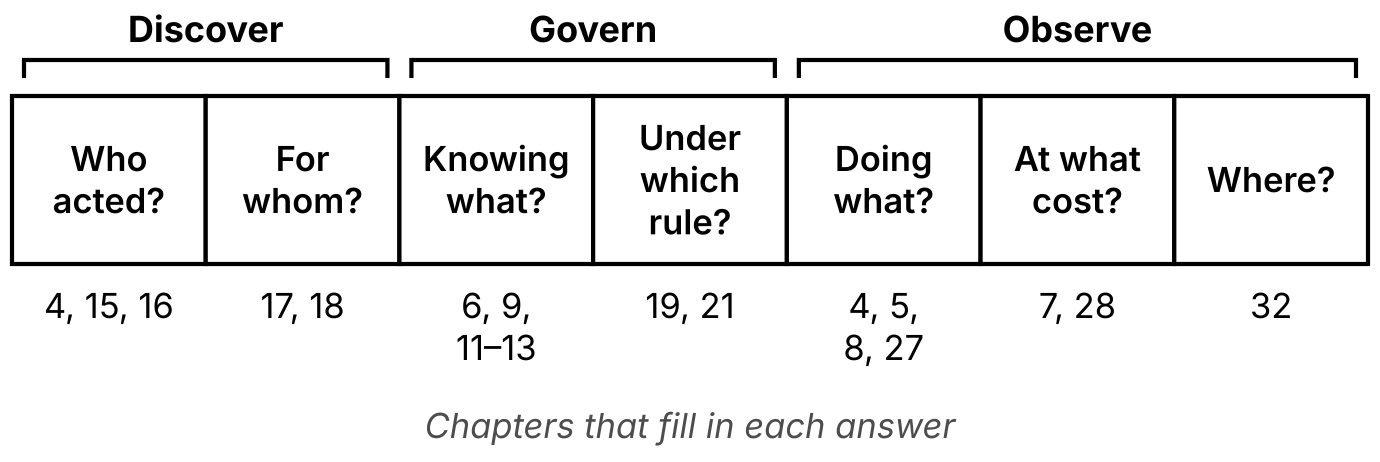 Discover
Govern
Observe
Who
acted?
For
whom?
Knowing
what?
Under
which
rule?
Doing
what?
At what
cost?
Where?
4, 15, 16
17, 18
6, 9,
11–13
19, 21
4, 5,
8, 27
7, 28
32
Chapters that fill in each answer